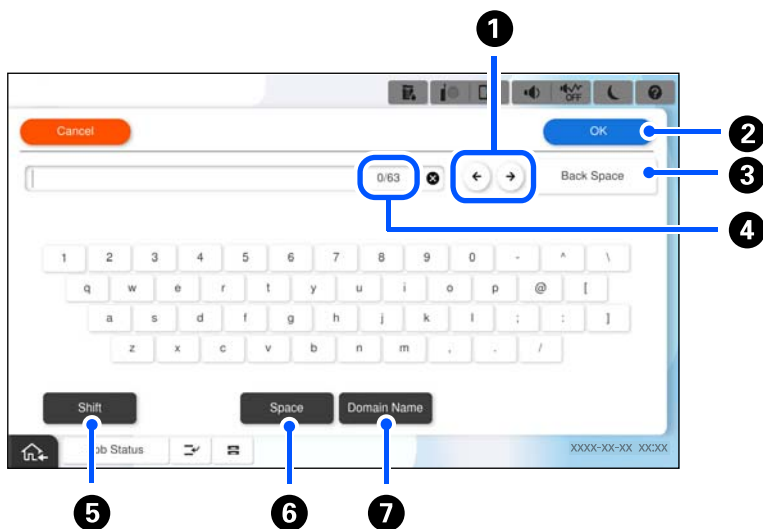 1
OFF
Cancel
OK
2
0/63
Back Space
3
4
1 2 3 4 5 6 7 8 9 0 - ^ \
q w e r t y u i o p @ [
a s d f g h j k l ; : ]
z x c v b n m , . /
Shift
Space
Domain Name
ob Status
XXXX-XX-XX XX:XX
5
6
7